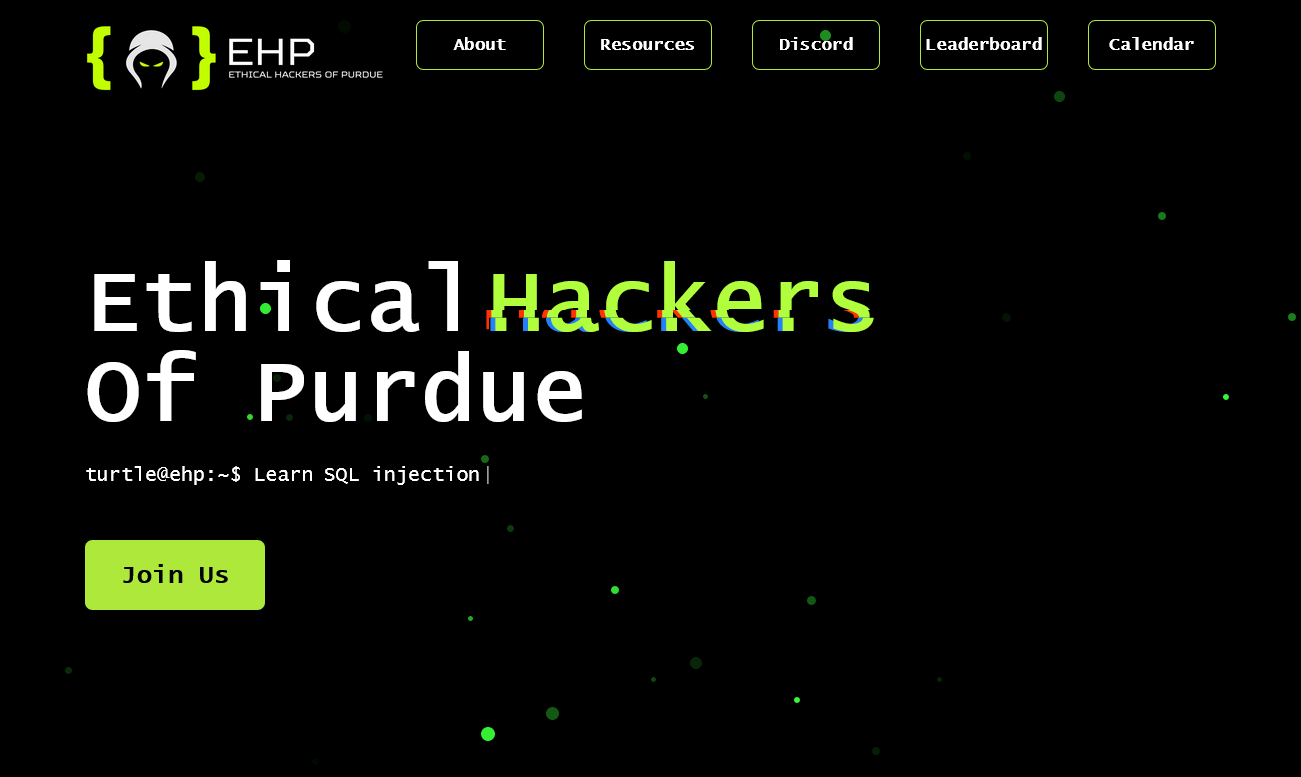 { } EHP
ETHICAL HACKERS OF PURDUE
About
Resources
Discord
Leaderboard
Calendar
Ethical Hackers
Of Purdue
turtle@ehp:~$ Learn SQL injection|
Join Us